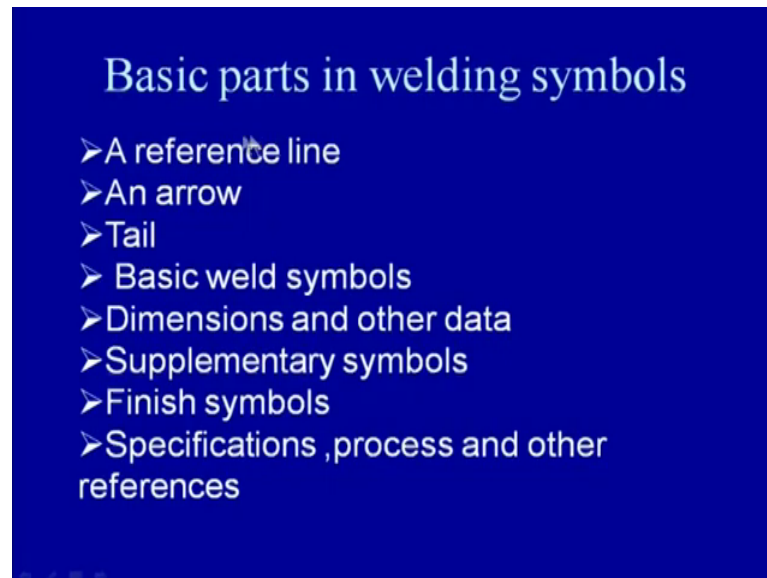 Basic parts in welding symbols
➢A reference line
➢An arrow
➢Tail
➢ Basic weld symbols
➢Dimensions and other data
➢Supplementary symbols
➢Finish symbols
➢Specifications ,process and other
references